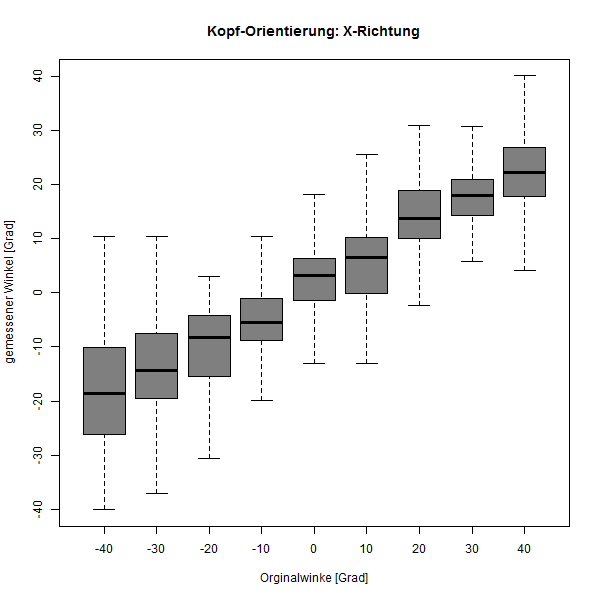 Kopf-Orientierung: X-Richtung
gemessener Winkel [Grad]
40
30
20
10
0
-10
-20
-30
-40
-40 -30 -20 -10 0 10 20 30 40
Orginalwinke [Grad]